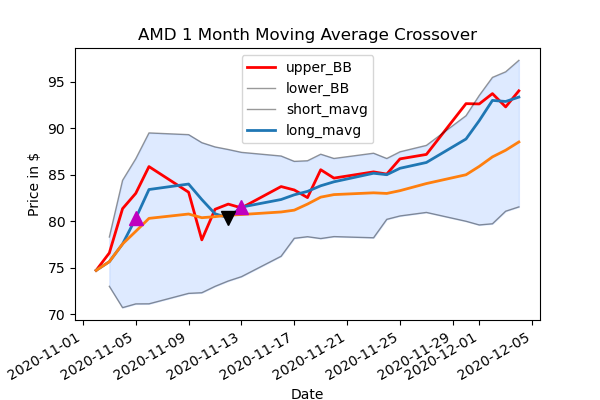 AMD 1 Month Moving Average Crossover
upper_BB
lower_BB
short_mavg
long_mavg
Price in $
95
90
85
80
75
70
2020-11-01
2020-11-05
2020-11-09
2020-11-13
2020-11-17
2020-11-21
2020-11-25
2020-11-29
2020-12-01
2020-12-05
Date